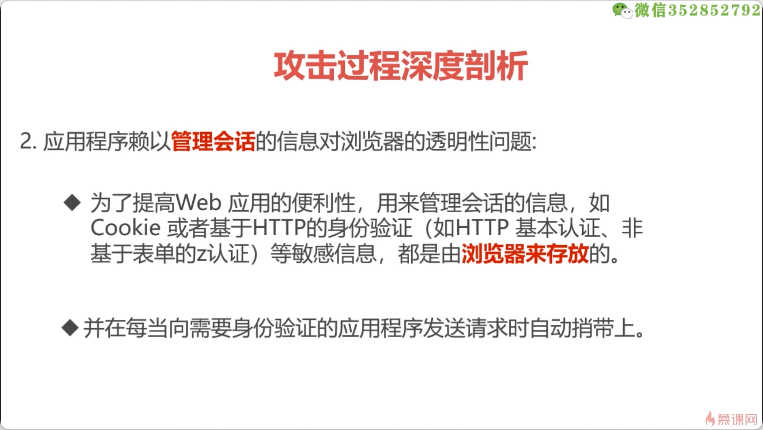 微信352852792
攻击过程深度剖析
2. 应用程序赖以管理会话的信息对浏览器的透明性问题:
◆ 为了提高Web 应用的便利性，用来管理会话的信息，如
Cookie 或者基于HTTP的身份验证（如HTTP 基本认证、非
基于表单的z认证）等敏感信息，都是由浏览器来存放的。
◆ 并在每当向需要身份验证的应用程序发送请求时自动捎带上。
慕课网